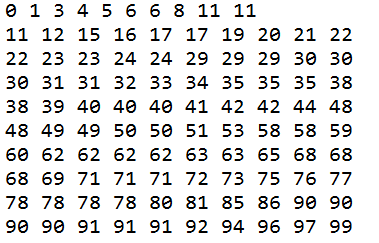 0 1 3 4 5 6 6 8 11 11
11 12 15 16 17 17 19 20 21 22
22 23 23 24 24 29 29 29 30 30
30 31 31 32 33 34 35 35 35 38
38 39 40 40 40 41 42 42 44 48
48 49 49 50 50 51 53 58 58 59
60 62 62 62 62 63 63 65 68 68
68 69 71 71 71 72 73 75 76 77
78 78 78 78 80 81 85 86 90 90
90 90 91 91 91 92 94 96 97 99